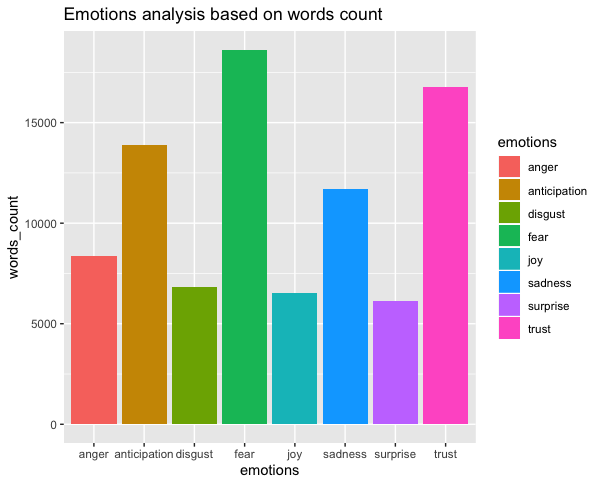 Emotions analysis based on words count
words_count
15000
10000
5000
0
anger anticipation disgust fear joy sadness surprise trust
emotions
emotions
anger
anticipation
disgust
fear
joy
sadness
surprise
trust